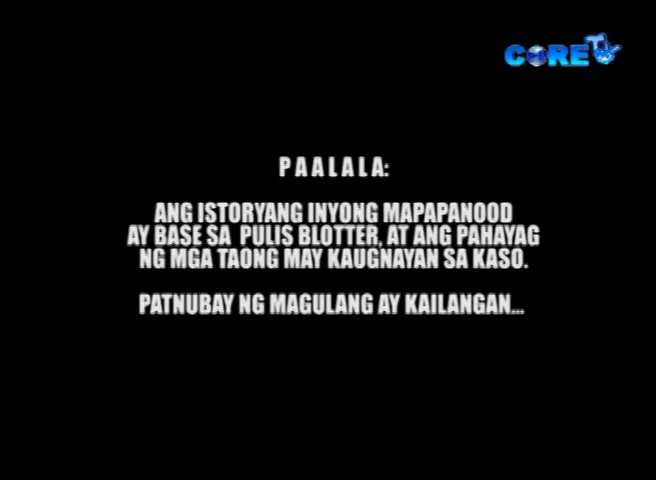 CORE TV
PAALALA:
ANG ISTORYANG INYONG MAPAPANOOD
AY BASE SA PULIS BLOTTER, AT ANG PAHAYAG
NG MGA TAONG MAY KAUGNAYAN SA KASO.
PATNUBAY NG MAGULANG AY KAILANGAN...